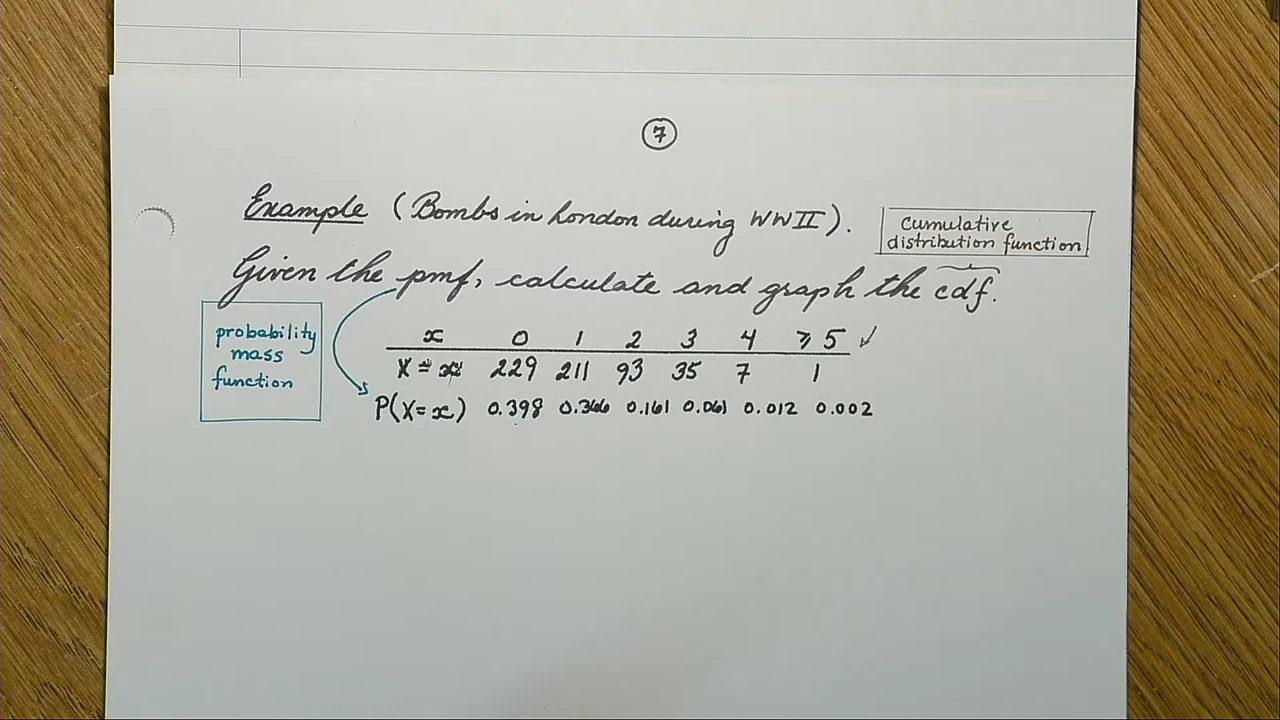 7
Example (Bombs in London during WWII).
Cumulative
distribution function
Given the pmf, calculate and graph the cdf.
probability
mass
function
x 0 1 2 3 4 ⩾ 5 ✓
X = x 229 211 93 35 7 1
P(X=x) 0.398 0.366 0.161 0.061 0.012 0.002